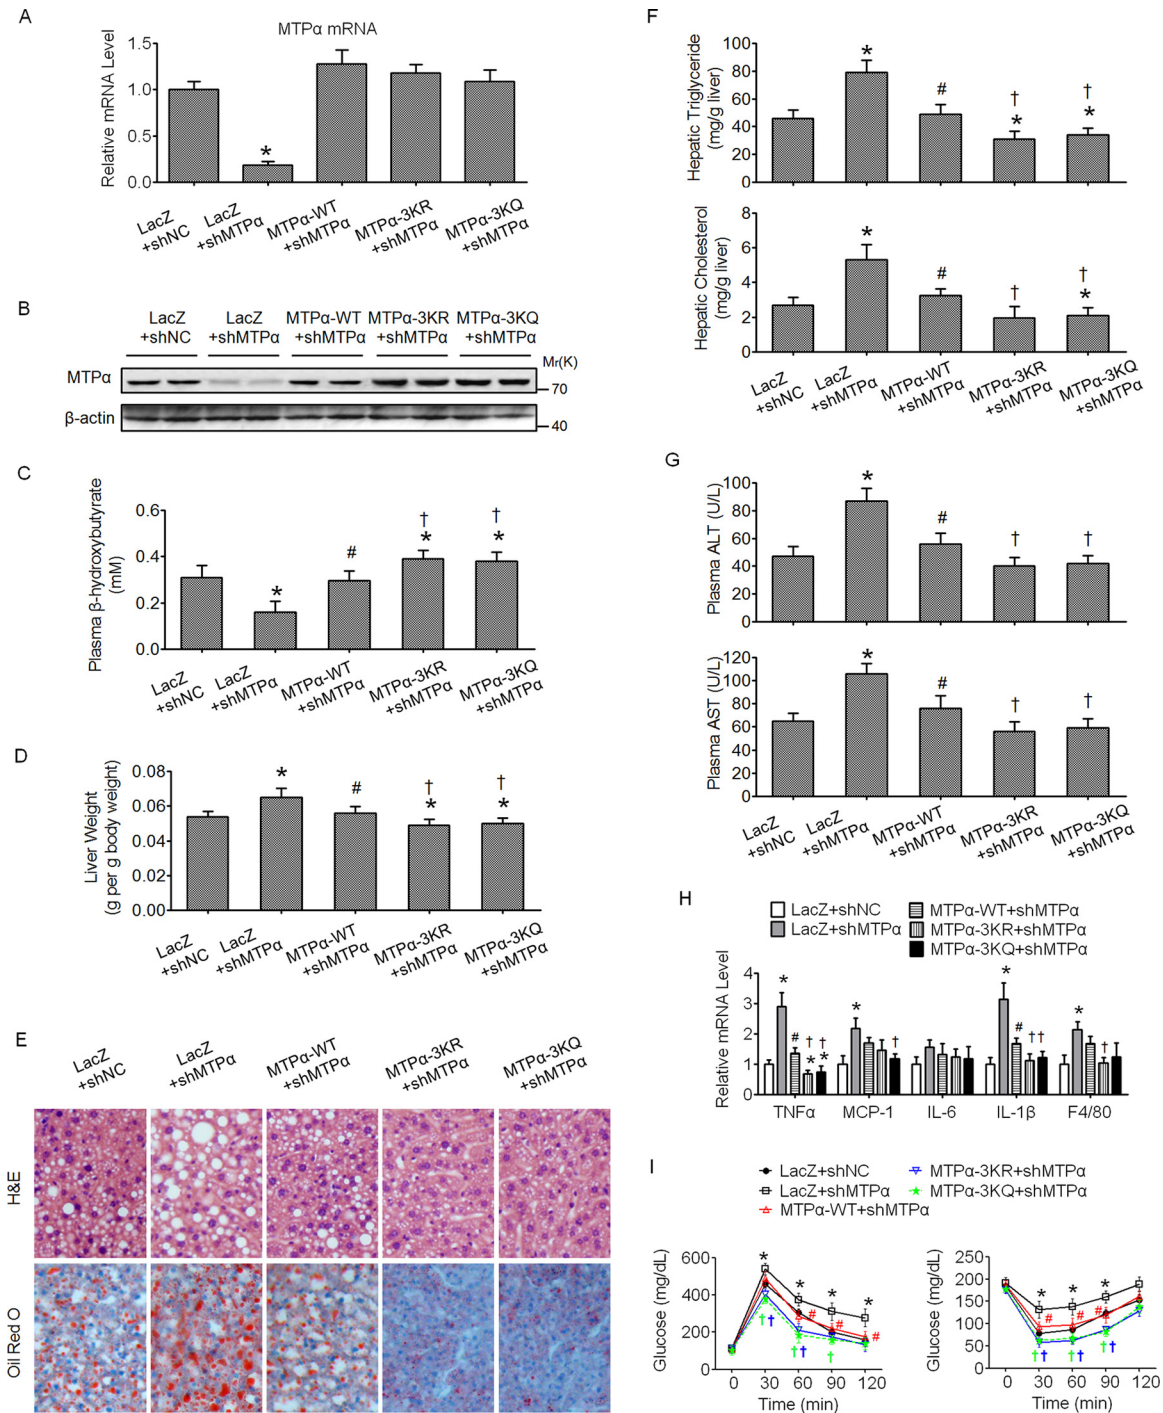 A
MTPα mRNA
Relative mRNA Level
1.5
1.0
0.5
0.0
*
LacZ
+shNC
LacZ
+shMTPα
MTPα-WT
+shMTPα
MTPα-3KR
+shMTPα
MTPα-3KQ
+shMTPα
B
LacZ
+shNC
LacZ
+shMTPα
MTPα-WT
+shMTPα
MTPα-3KR
+shMTPα
MTPα-3KQ
+shMTPα
Mr(K)
MTPα
70
β-actin
40
C
Plasma β-hydroxybutyrate
(mM)
0.6
0.4
0.2
0.0
*
#
†
*
†
*
LacZ
+shNC
LacZ
+shMTPα
MTPα-WT
+shMTPα
MTPα-3KR
+shMTPα
MTPα-3KQ
+shMTPα
D
Liver Weight
(g per g body weight)
0.08
0.06
0.04
0.02
0.00
*
#
†
*
†
*
LacZ
+shNC
LacZ
+shMTPα
MTPα-WT
+shMTPα
MTPα-3KR
+shMTPα
MTPα-3KQ
+shMTPα
E
LacZ
+shNC
LacZ
+shMTPα
MTPα-WT
+shMTPα
MTPα-3KR
+shMTPα
MTPα-3KQ
+shMTPα
H&E
Oil Red O
F
Hepatic Triglyceride
(mg/g liver)
100
80
60
40
20
0
*
#
†
*
†
*
Hepatic Cholesterol
(mg/g liver)
8
6
4
2
0
*
#
†
†
*
LacZ
+shNC
LacZ
+shMTPα
MTPα-WT
+shMTPα
MTPα-3KR
+shMTPα
MTPα-3KQ
+shMTPα
G
Plasma ALT (U/L)
100
80
60
40
20
0
*
#
†
†
Plasma AST (U/L)
120
100
80
60
40
20
0
*
#
†
†
LacZ
+shNC
LacZ
+shMTPα
MTPα-WT
+shMTPα
MTPα-3KR
+shMTPα
MTPα-3KQ
+shMTPα
H
LacZ+shNC
LacZ+shMTPα
MTPα-WT+shMTPα
MTPα-3KR+shMTPα
MTPα-3KQ+shMTPα
Relative mRNA Level
4
3
2
1
0
*
#
†
*
†
*
*
†
*
#
††
*
†
TNFα
MCP-1
IL-6
IL-1β
F4/80
I
LacZ+shNC
LacZ+shMTPα
MTPα-WT+shMTPα
MTPα-3KR+shMTPα
MTPα-3KQ+shMTPα
Glucose (mg/dL)
600
400
200
*
*
*
*
#
#
#
††
††
†
0 30 60 90 120
Time (min)
Glucose (mg/dL)
250
200
150
100
50
0
*
*
*
#
#
#
††
††
††
0 30 60 90 120
Time (min)